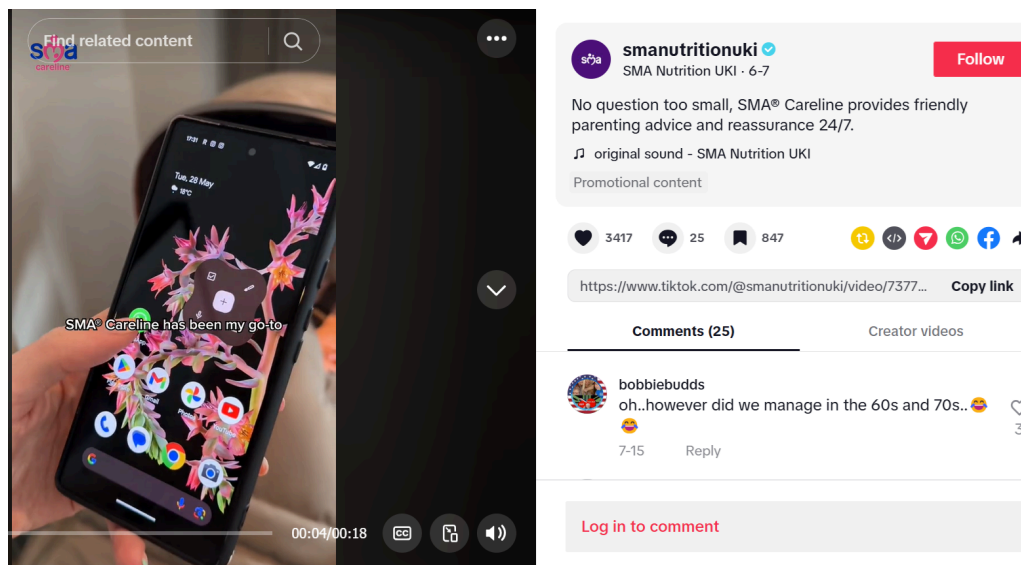 Find related content
sma
careline
17:31
Tue, 28 May
18°C
SMA® Careline has been my go-to
Gmail
Photos
YouTube
00:04/00:18
CC
sma
smanutritionuki
SMA Nutrition UKI · 6-7
Follow
No question too small, SMA® Careline provides friendly
parenting advice and reassurance 24/7.
original sound - SMA Nutrition UKI
Promotional content
3417
25
847
https://www.tiktok.com/@smanutritionuki/video/7377...
Copy link
Comments (25)
Creator videos
bobbiebudds
oh..however did we manage in the 60s and 70s..😂
😂
7-15
Reply
Log in to comment